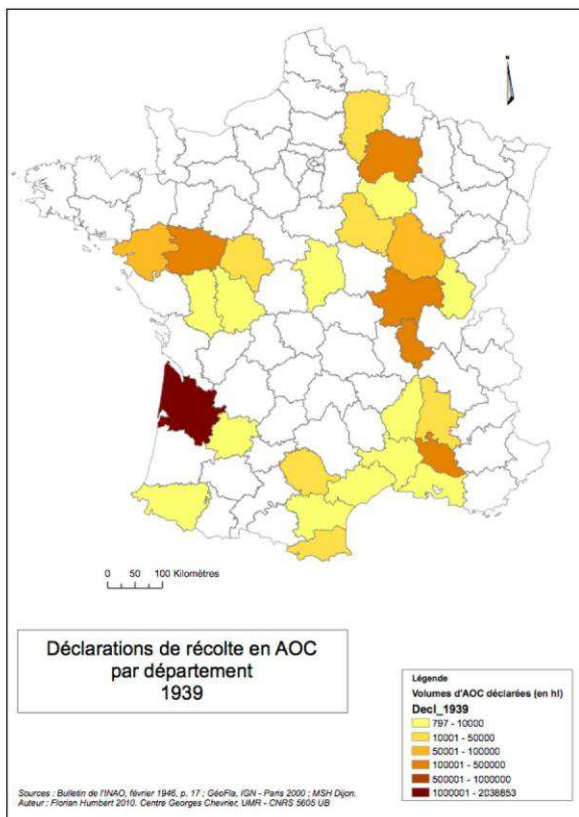 0 50 100 Kilomètres
Déclarations de récolte en AOC
par département
1939
Légende
Volumes d'AOC déclarées (en hl)
Decl_1939
797 - 10000
10001 - 50000
50001 - 100000
100001 - 500000
500001 - 1000000
1000001 - 2038853
Sources : Bulletin de l'INAO, février 1946, p. 17 ; GéoFla, IGN - Paris 2000 ; MSH Dijon.
Auteur : Florian Humbert 2010. Centre Georges Chevrier, UMR - CNRS 5605 UB